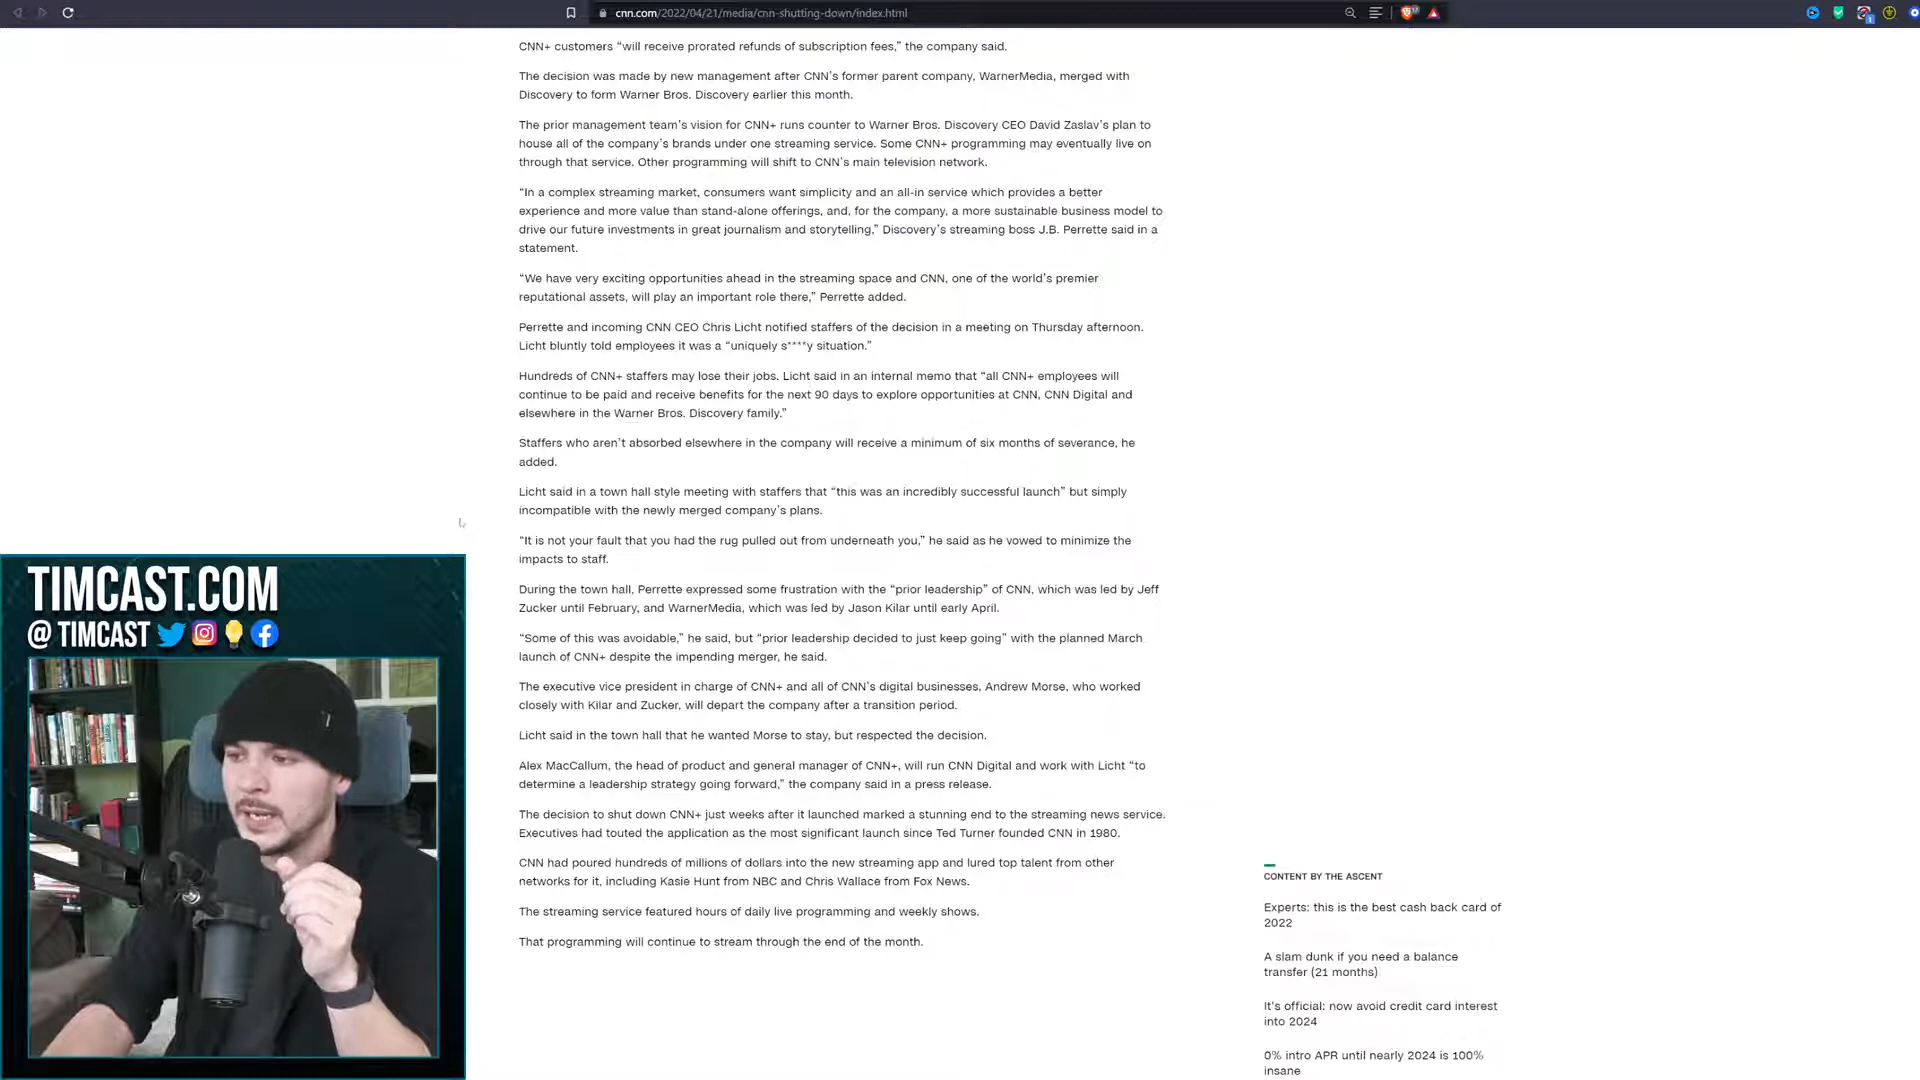 cnn.com/2022/04/21/media/cnn-shutting-down/index.html
CNN+ customers “will receive prorated refunds of subscription fees,” the company said.
The decision was made by new management after CNN’s former parent company, WarnerMedia, merged with
Discovery to form Warner Bros. Discovery earlier this month.
The prior management team’s vision for CNN+ runs counter to Warner Bros. Discovery CEO David Zaslav’s plan to
house all of the company’s brands under one streaming service. Some CNN+ programming may eventually live on
through that service. Other programming will shift to CNN’s main television network.
“In a complex streaming market, consumers want simplicity and an all-in service which provides a better
experience and more value than stand-alone offerings, and, for the company, a more sustainable business model to
drive our future investments in great journalism and storytelling,” Discovery’s streaming boss J.B. Perrette said in a
statement.
“We have very exciting opportunities ahead in the streaming space and CNN, one of the world’s premier
reputational assets, will play an important role there,” Perrette added.
Perrette and incoming CNN CEO Chris Licht notified staffers of the decision in a meeting on Thursday afternoon.
Licht bluntly told employees it was a “uniquely s****y situation.”
Hundreds of CNN+ staffers may lose their jobs. Licht said in an internal memo that “all CNN+ employees will
continue to be paid and receive benefits for the next 90 days to explore opportunities at CNN, CNN Digital and
elsewhere in the Warner Bros. Discovery family.”
Staffers who aren’t absorbed elsewhere in the company will receive a minimum of six months of severance, he
added.
Licht said in a town hall style meeting with staffers that “this was an incredibly successful launch” but simply
incompatible with the newly merged company’s plans.
“It is not your fault that you had the rug pulled out from underneath you,” he said as he vowed to minimize the
impacts to staff.
During the town hall, Perrette expressed some frustration with the “prior leadership” of CNN, which was led by Jeff
Zucker until February, and WarnerMedia, which was led by Jason Kilar until early April.
“Some of this was avoidable,” he said, but “prior leadership decided to just keep going” with the planned March
launch of CNN+ despite the impending merger, he said.
The executive vice president in charge of CNN+ and all of CNN’s digital businesses, Andrew Morse, who worked
closely with Kilar and Zucker, will depart the company after a transition period.
Licht said in the town hall that he wanted Morse to stay, but respected the decision.
Alex MacCallum, the head of product and general manager of CNN+, will run CNN Digital and work with Licht “to
determine a leadership strategy going forward,” the company said in a press release.
The decision to shut down CNN+ just weeks after it launched marked a stunning end to the streaming news service.
Executives had touted the application as the most significant launch since Ted Turner founded CNN in 1980.
CNN had poured hundreds of millions of dollars into the new streaming app and lured top talent from other
networks for it, including Kasie Hunt from NBC and Chris Wallace from Fox News.
The streaming service featured hours of daily live programming and weekly shows.
That programming will continue to stream through the end of the month.
CONTENT BY THE ASCENT
Experts: this is the best cash back card of
2022
A slam dunk if you need a balance
transfer (21 months)
It’s official: now avoid credit card interest
into 2024
0% intro APR until nearly 2024 is 100%
insane
TIMCAST.COM
@ TIMCAST